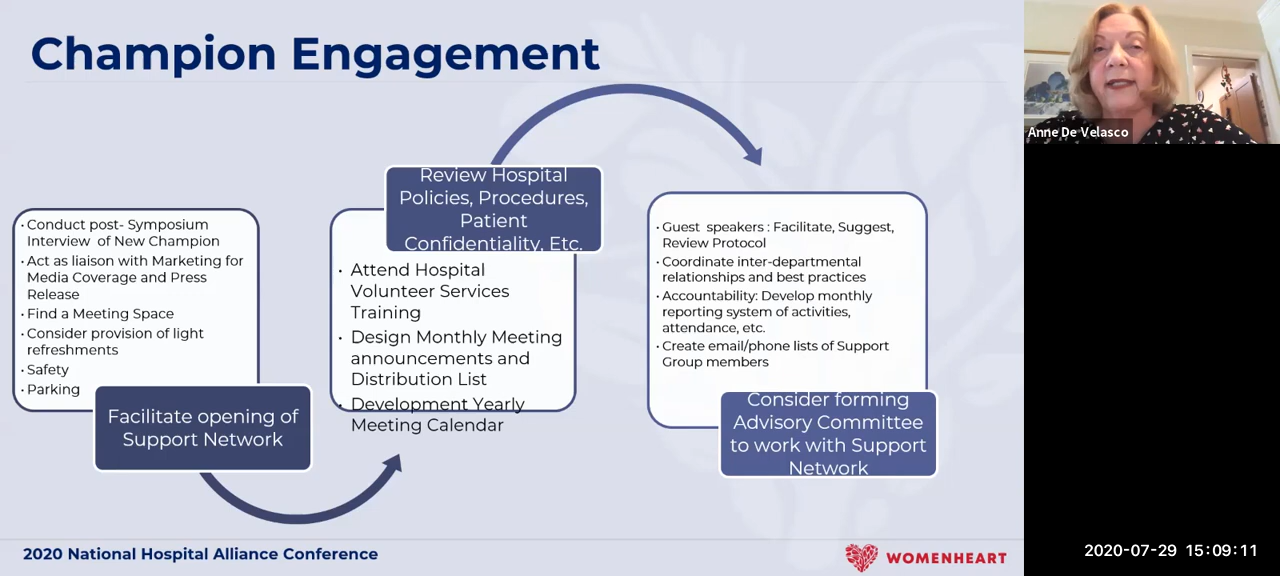 Champion Engagement
• Conduct post- Symposium
Interview of New Champion
• Act as liaison with Marketing for
Media Coverage and Press
Release
• Find a Meeting Space
• Consider provision of light
refreshments
• Safety
• Parking
Facilitate opening of
Support Network
Review Hospital
Policies, Procedures,
Patient
Confidentiality, Etc.
• Attend Hospital
Volunteer Services
Training
• Design Monthly Meeting
announcements and
Distribution List
• Development Yearly
Meeting Calendar
• Guest speakers : Facilitate, Suggest,
Review Protocol
• Coordinate inter-departmental
relationships and best practices
• Accountability: Develop monthly
reporting system of activities,
attendance, etc.
• Create email/phone lists of Support
Group members
Consider forming
Advisory Committee
to work with Support
Network
2020 National Hospital Alliance Conference
WOMENHEART
Anne De Velasco
2020-07-29 15:09:11